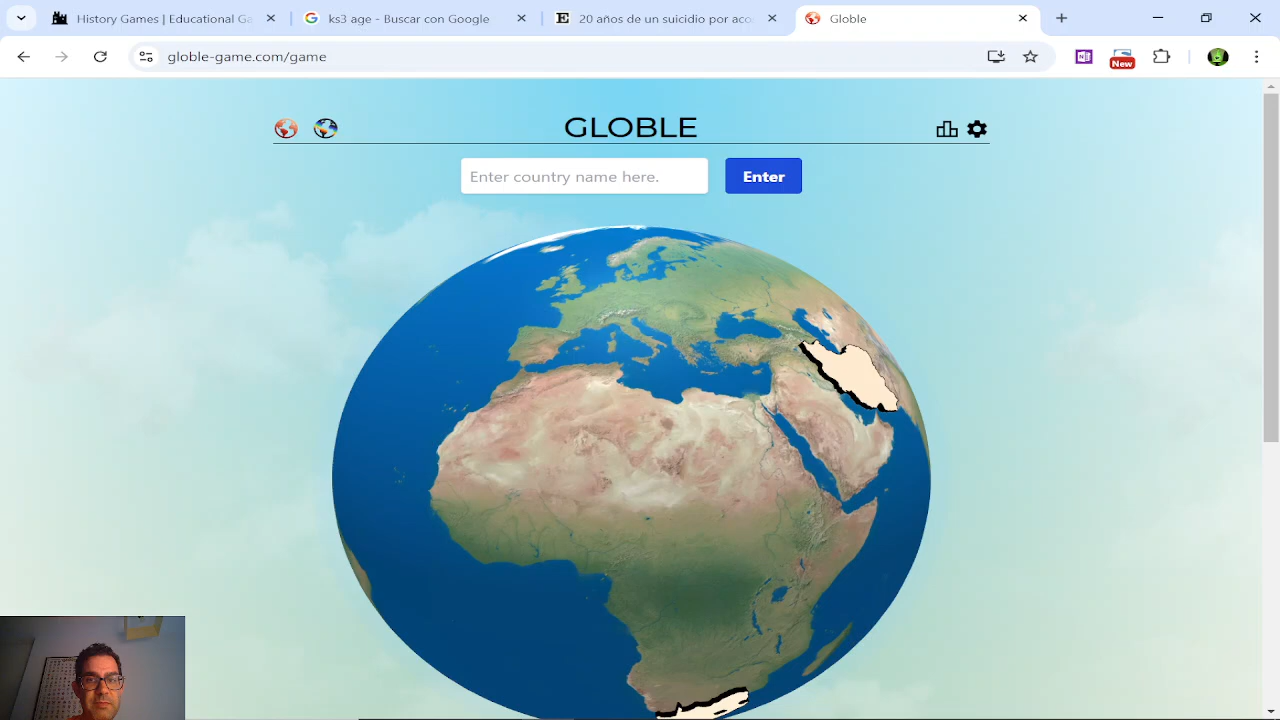 History Games | Educational Ga
ks3 age - Buscar con Google
20 años de un suicidio por aco
Globle
globle-game.com/game
New
GLOBLE
Enter country name here.
Enter